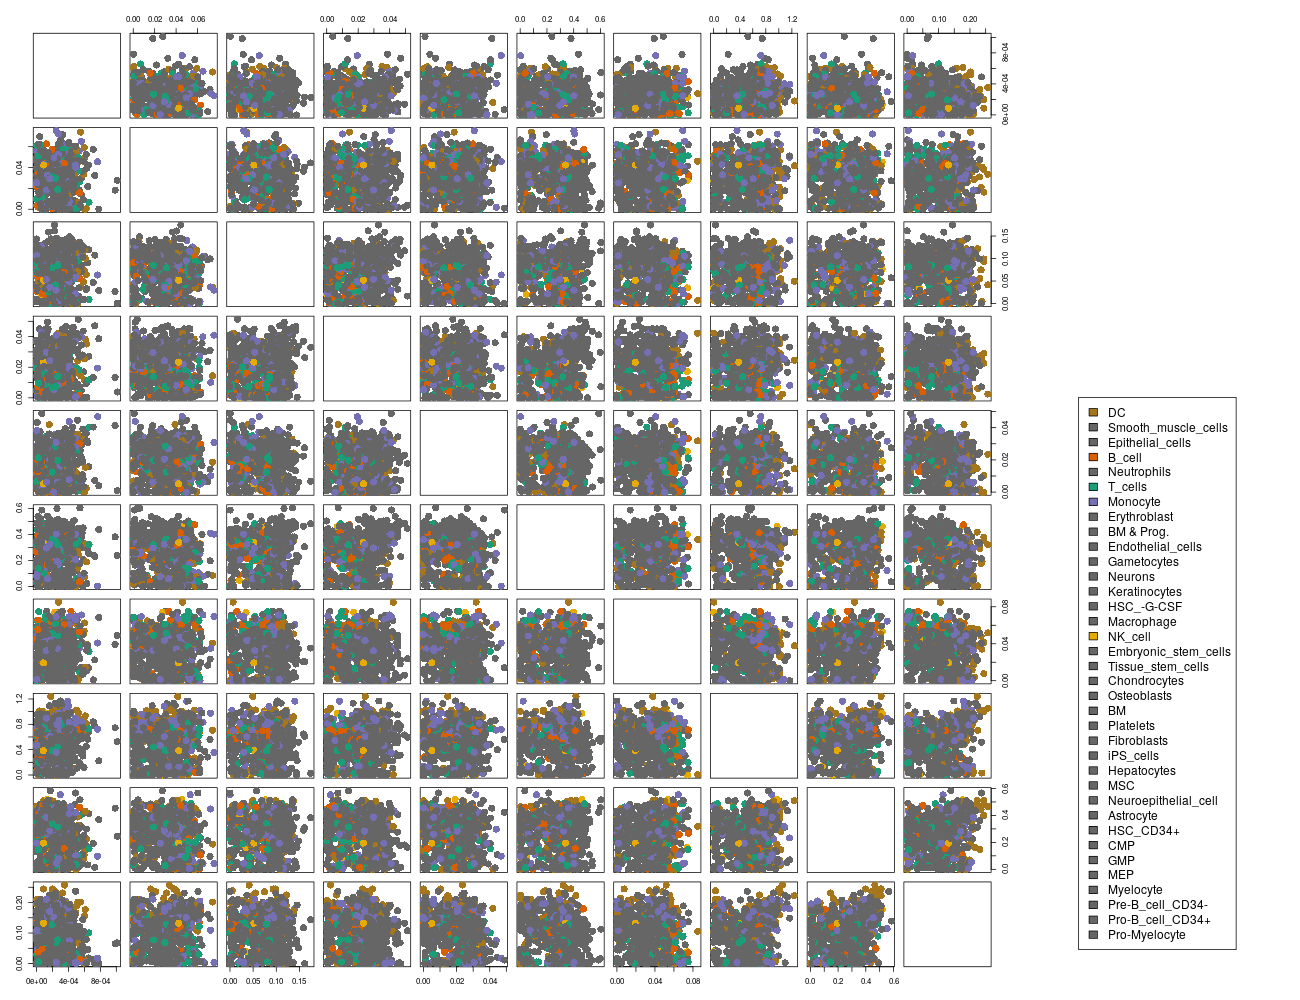 0.00 0.02 0.04 0.06 0.00 0.02 0.04 0.0 0.2 0.4 0.6 0.0 0.4 0.8 1.2 0.00 0.10 0.20
0e+00 4e-04 8e-04
0.00 0.04
0.00 0.05 0.10 0.15
0.00 0.02 0.04
0.00 0.02 0.04
0.0 0.2 0.4 0.6
0.00 0.04 0.08
0.0 0.4 0.8 1.2
0.0 0.2 0.4 0.6
0.00 0.10 0.20
0e+00 4e-04 8e-04 0.00 0.05 0.10 0.15 0.00 0.02 0.04 0.00 0.04 0.08 0.0 0.2 0.4 0.6
DC
Smooth_muscle_cells
Epithelial_cells
B_cell
Neutrophils
T_cells
Monocyte
Erythroblast
BM & Prog.
Endothelial_cells
Gametocytes
Neurons
Keratinocytes
HSC_-G-CSF
Macrophage
NK_cell
Embryonic_stem_cells
Tissue_stem_cells
Chondrocytes
Osteoblasts
BM
Platelets
Fibroblasts
iPS_cells
Hepatocytes
MSC
Neuroepithelial_cell
Astrocyte
HSC_CD34+
CMP
GMP
MEP
Myelocyte
Pre-B_cell_CD34-
Pro-B_cell_CD34+
Pro-Myelocyte